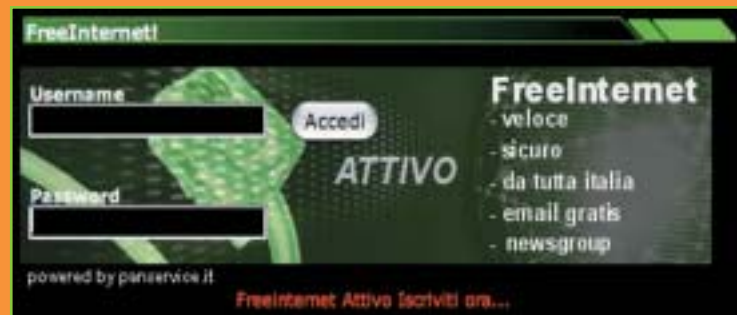 FreeInternet!
Username
Accedi
ATTIVO
Password
FreeInternet
- veloce
- sicuro
- da tutta italia
- email gratis
- newsgroup
powered by panservice.it
FreeInternet Attivo Iscriviti ora...